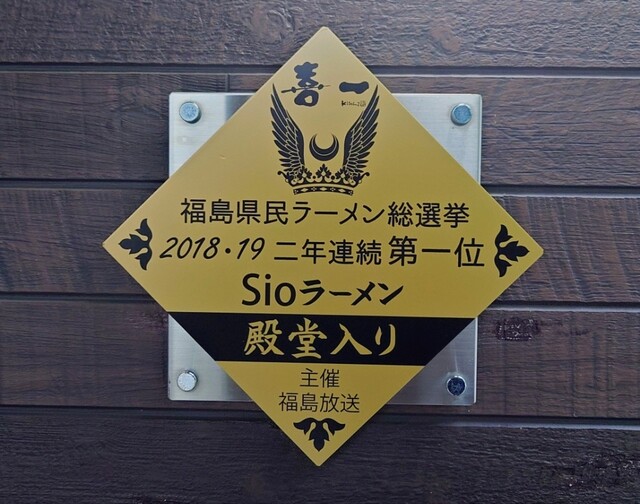 喜一
福島県民ラーメン総選挙
2018・19 二年連続 第一位
Sioラーメン
殿堂入り
主催
福島放送